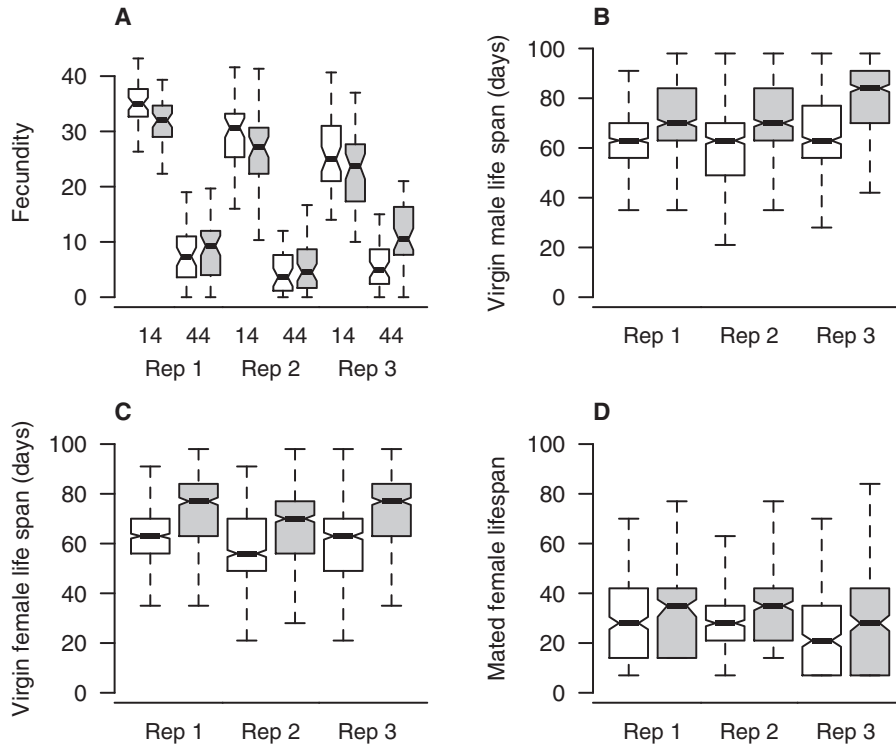 A
Fecundity
40
30
20
10
0
14 44 14 44 14 44
Rep 1 Rep 2 Rep 3
B
Virgin male life span (days)
100
80
60
40
20
0
Rep 1 Rep 2 Rep 3
C
Virgin female life span (days)
100
80
60
40
20
0
Rep 1 Rep 2 Rep 3
D
Mated female lifespan
100
80
60
40
20
0
Rep 1 Rep 2 Rep 3